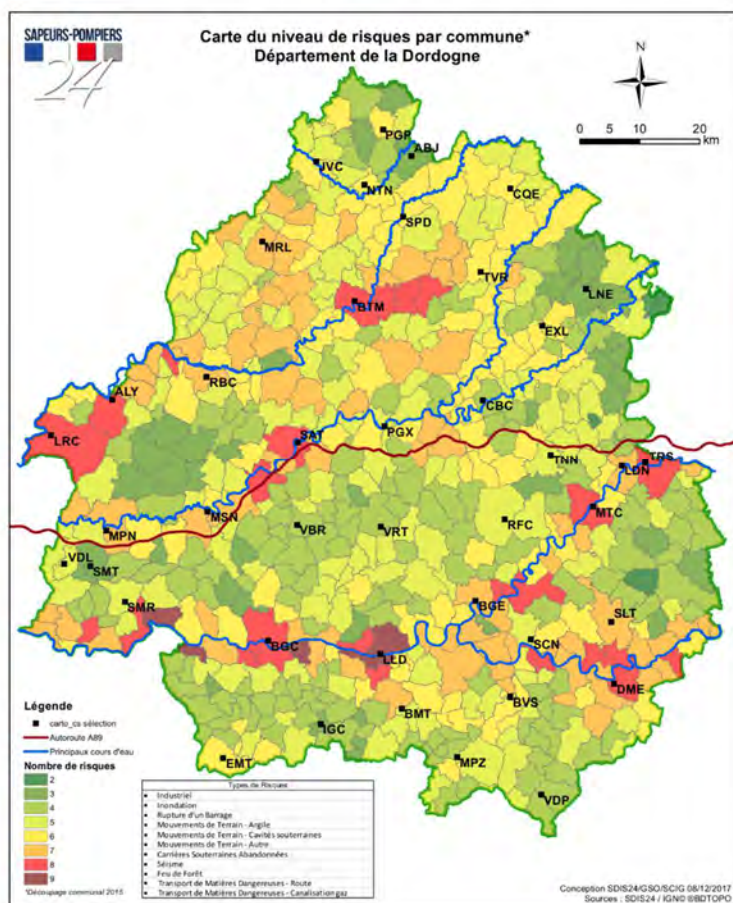 SAPEURS-POMPIERS
24
Carte du niveau de risques par commune*
Département de la Dordogne
N
0 5 10 20
km
PGP
ABJ
JVC
NTN
CQE
SPD
MRL
TVR
LNE
BTM
EXL
RBC
ALY
CBC
LRC
SAT
PGX
TNN
TRS
LDN
MSN
MTC
MPN
VBR
VRT
RFC
VDL
SMT
SMR
BGE
SLT
BGC
SCN
LLD
DME
BMT
BVS
IGC
EMT
MPZ
VDP
Légende
carto_cs sélection
Autoroute A89
Principaux cours d'eau
Nombre de risques
2
3
4
5
6
7
8
9
*Découpage communal 2015
Types de Risques
Industriel
Inondation
Rupture d'un Barrage
Mouvements de Terrain - Argile
Mouvements de Terrain - Cavités souterraines
Mouvements de Terrain - Autre
Carrières Souterraines Abandonnées
Séisme
Feu de Forêt
Transport de Matières Dangereuses - Route
Transport de Matières Dangereuses - Canalisation gaz
Conception SDIS24/GSO/SCIG 08/12/2017
Sources : SDIS24 / IGN© ®BDTOPO